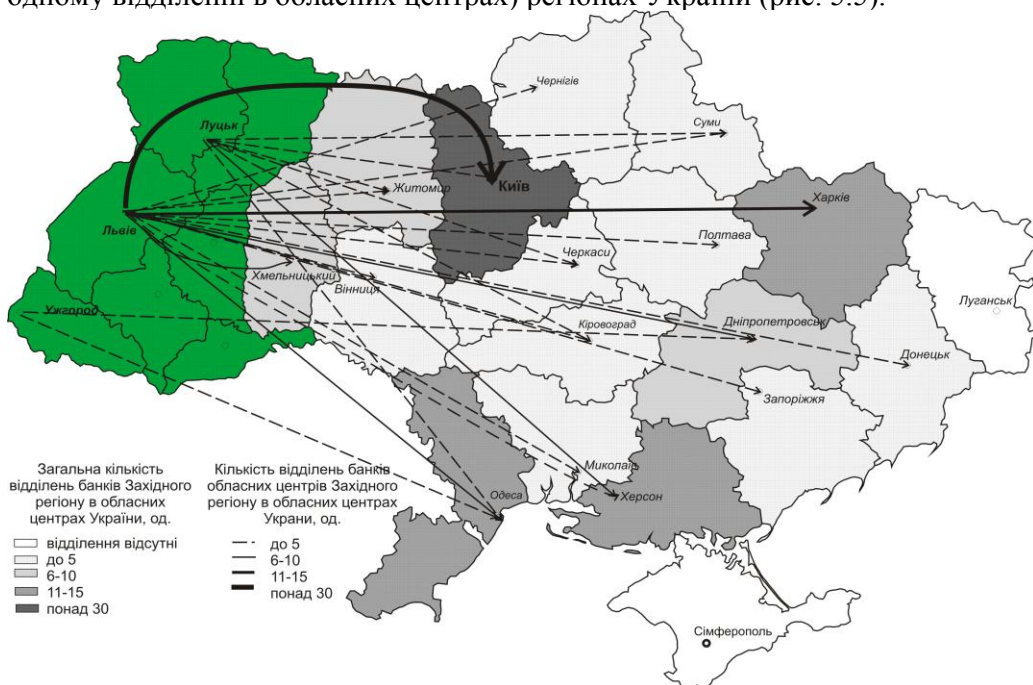 одному відділенні в обласних центрах) регіонах України (рис. 5.5).
Чернігів
Луцьк
Суми
Житомир
Київ
Харків
Львів
Полтава
Черкаси
Хмельницький
Вінниця
Луганськ
Ужгород
Кіровоград
Дніпропетровськ
Донецьк
Запоріжжя
Миколаїв
Одеса
Херсон
Загальна кількість
відділень банків Західного
регіону в обласних
центрах України, од.
відділення відсутні
до 5
6-10
11-15
понад 30
Кількість відділень банків
обласних центрів Західного
регіону в обласних центрах
Украни, од.
до 5
6-10
11-15
понад 30
Сімферополь